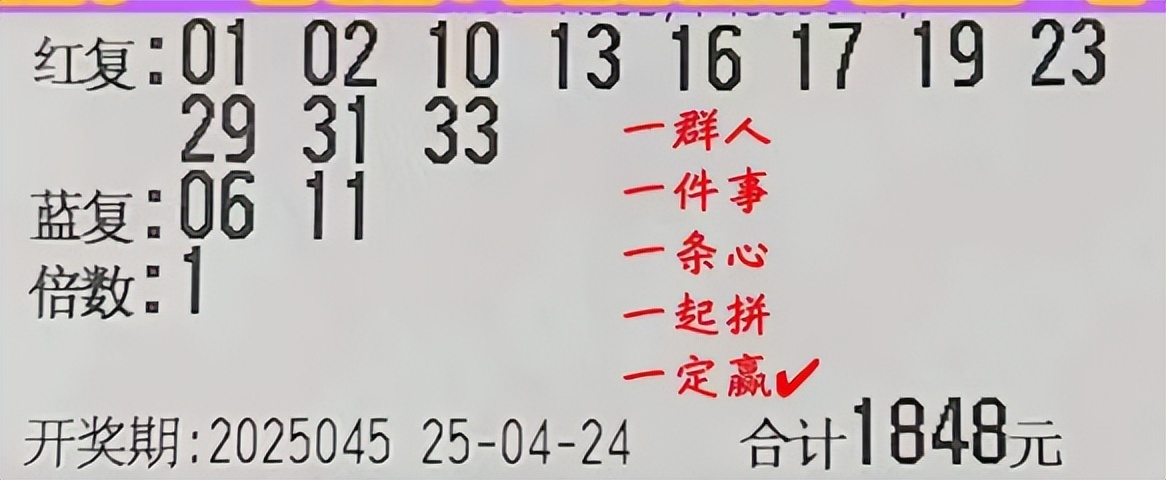 红复:01 02 10 13 16 17 19 23
29 31 33
蓝复:06 11
倍数:1
一群人
一件事
一条心
一起拼
一定赢✔
开奖期:2025045 25-04-24 合计1848元